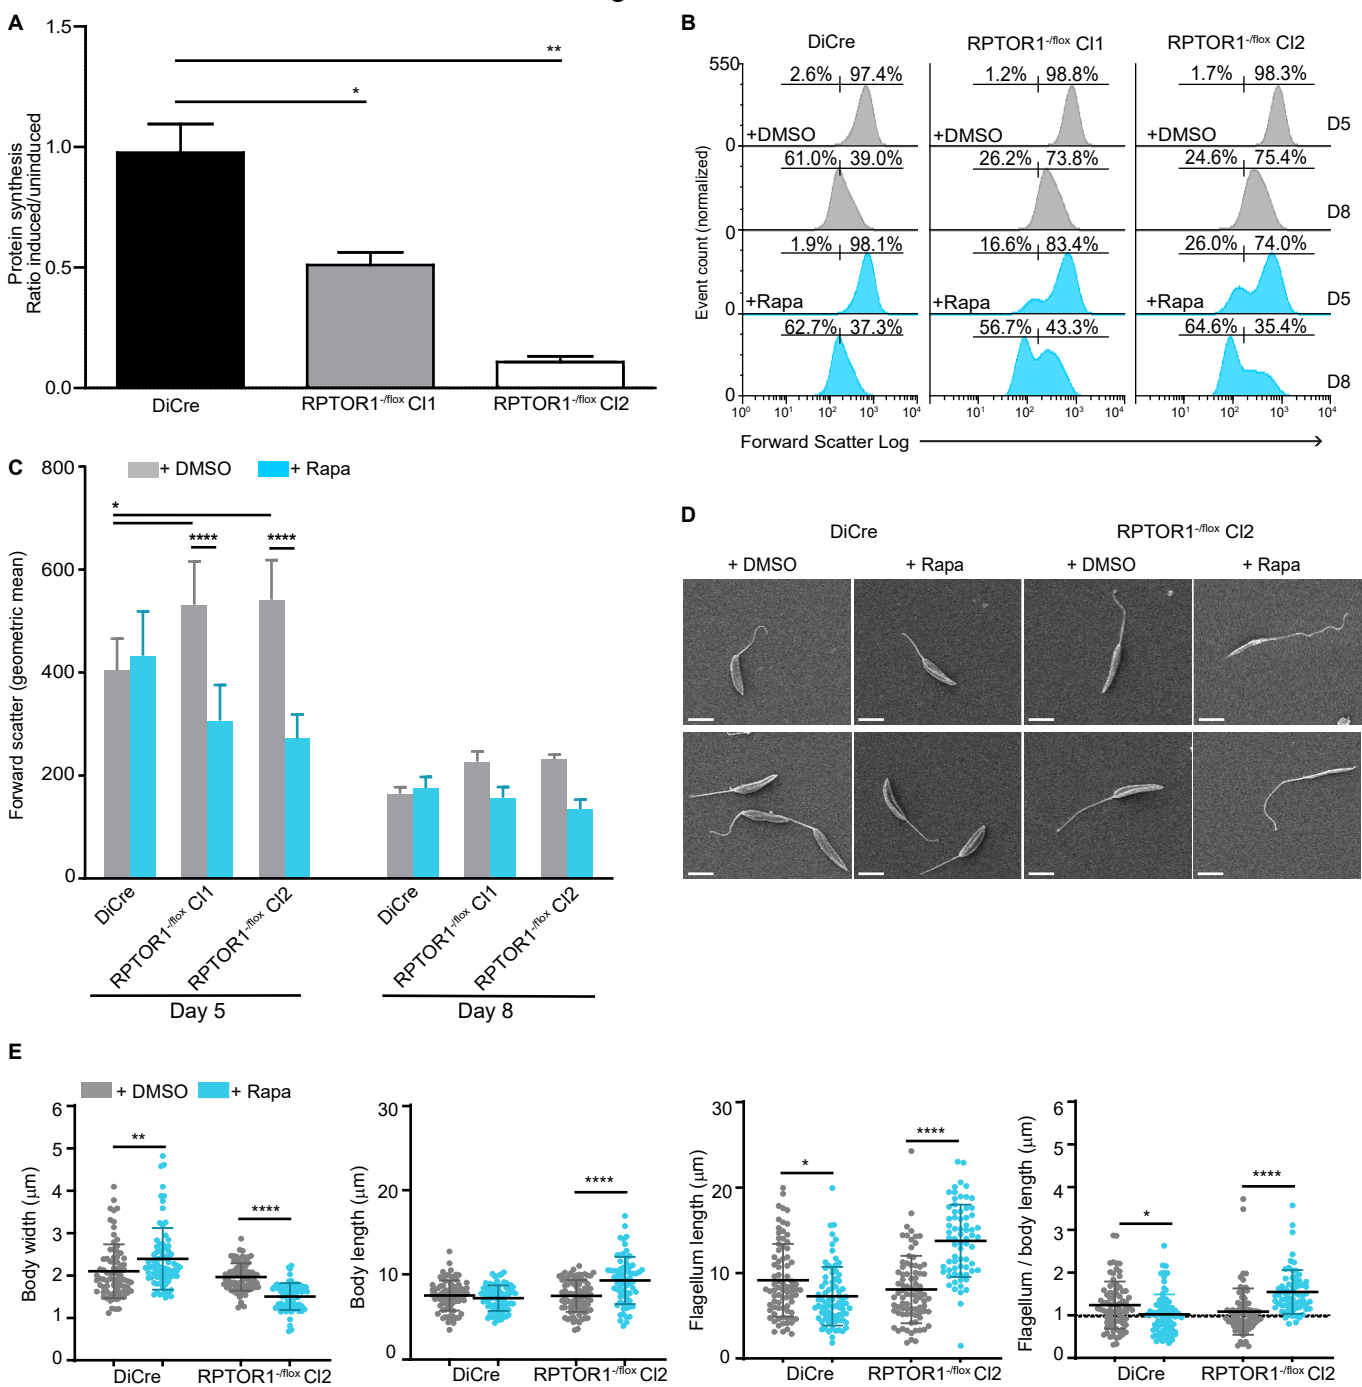 A
1.5
1.0
0.5
0.0
Protein synthesis
Ratio induced/uninduced
*
**
DiCre
RPTOR1-/flox Cl1
RPTOR1-/flox Cl2
B
DiCre
RPTOR1-/flox Cl1
RPTOR1-/flox Cl2
550
0
0
0
0
Event count (normalized)
2.6% 97.4%
1.2% 98.8%
1.7% 98.3%
+DMSO
+DMSO
+DMSO
D5
61.0% 39.0%
26.2% 73.8%
24.6% 75.4%
D8
1.9% 98.1%
16.6% 83.4%
26.0% 74.0%
+Rapa
+Rapa
+Rapa
D5
62.7% 37.3%
56.7% 43.3%
64.6% 35.4%
D8
10⁰ 10¹ 10² 10³ 10⁴
10¹ 10² 10³ 10⁴
10¹ 10² 10³ 10⁴
Forward Scatter Log
C
+ DMSO
+ Rapa
800
600
400
200
0
Forward scatter (geometric mean)
*
****
****
DiCre
RPTOR1-/flox Cl1
RPTOR1-/flox Cl2
DiCre
RPTOR1-/flox Cl1
RPTOR1-/flox Cl2
Day 5
Day 8
D
DiCre
RPTOR1-/flox Cl2
+ DMSO
+ Rapa
+ DMSO
+ Rapa
E
+ DMSO
+ Rapa
6
5
4
3
2
1
0
Body width (μm)
**
****
DiCre
RPTOR1-/flox Cl2
30
20
10
0
Body length (μm)
****
DiCre
RPTOR1-/flox Cl2
30
20
10
0
Flagellum length (μm)
*
****
DiCre
RPTOR1-/flox Cl2
6
5
4
3
2
1
0
Flagellum / body length (μm)
*
****
DiCre
RPTOR1-/flox Cl2